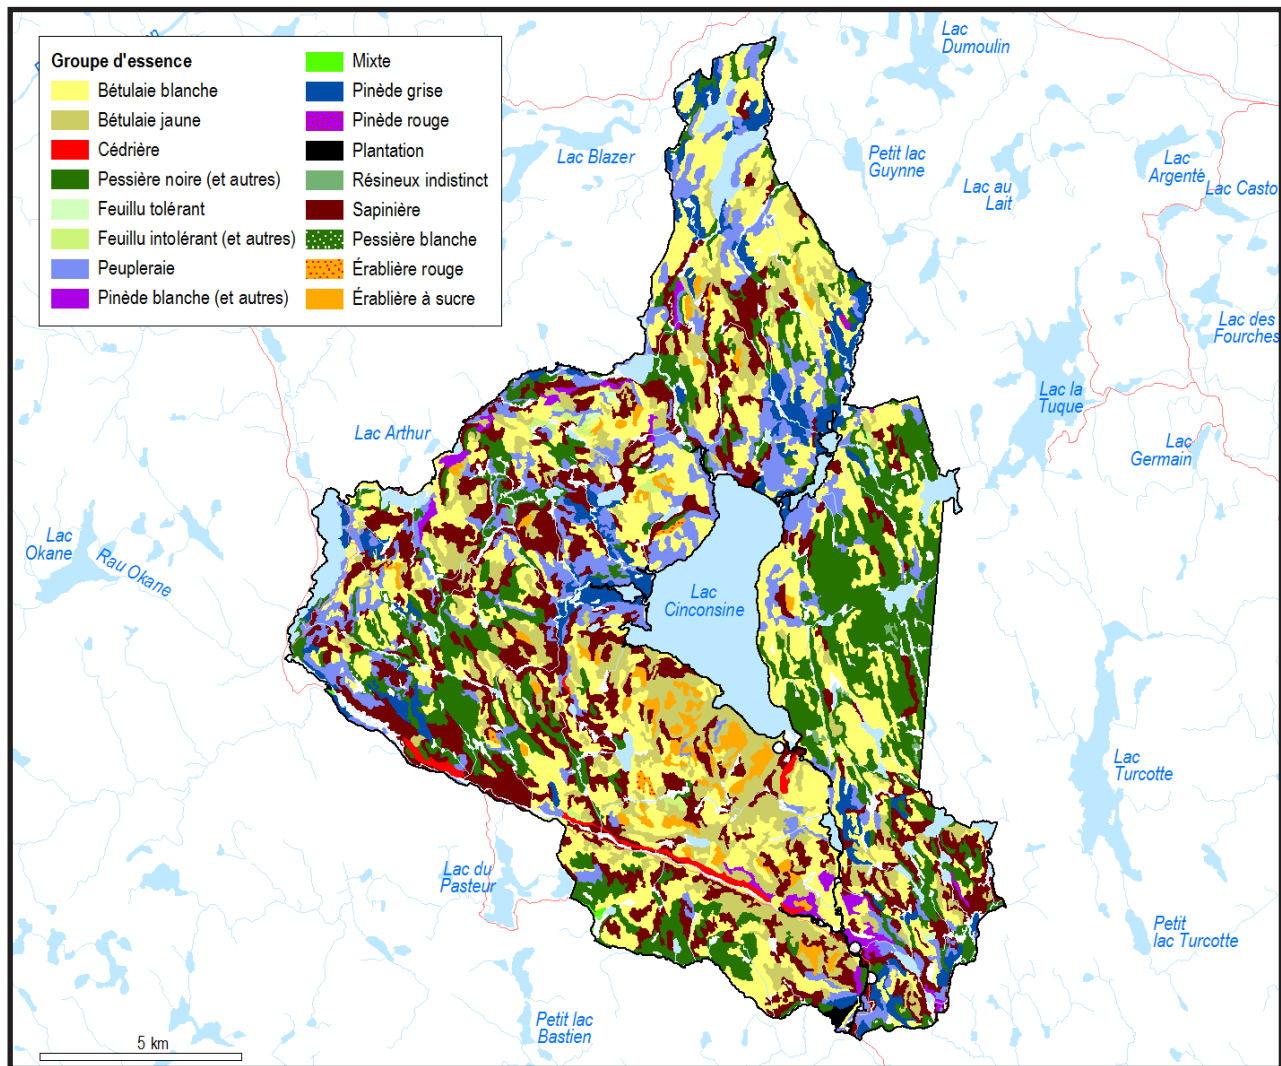 Groupe d'essence
Bétulaie blanche
Bétulaie jaune
Cédrière
Pessière noire (et autres)
Feuillu tolérant
Feuillu intolérant (et autres)
Peupleraie
Pinède blanche (et autres)
Mixte
Pinède grise
Pinède rouge
Plantation
Résineux indistinct
Sapinière
Pessière blanche
Érablière rouge
Érablière à sucre
Lac
Dumoulin
Lac Blazer
Petit lac
Guynne
Lac au
Lait
Lac
Argenté
Lac Casto
Lac des
Fourches
Lac la
Tuque
Lac
Germain
Lac Arthur
Lac
Okane
Rau Okane
Lac
Cinconsine
Lac
Turcotte
Lac du
Pasteur
Petit
lac Turcotte
Petit lac
Bastien
5 km